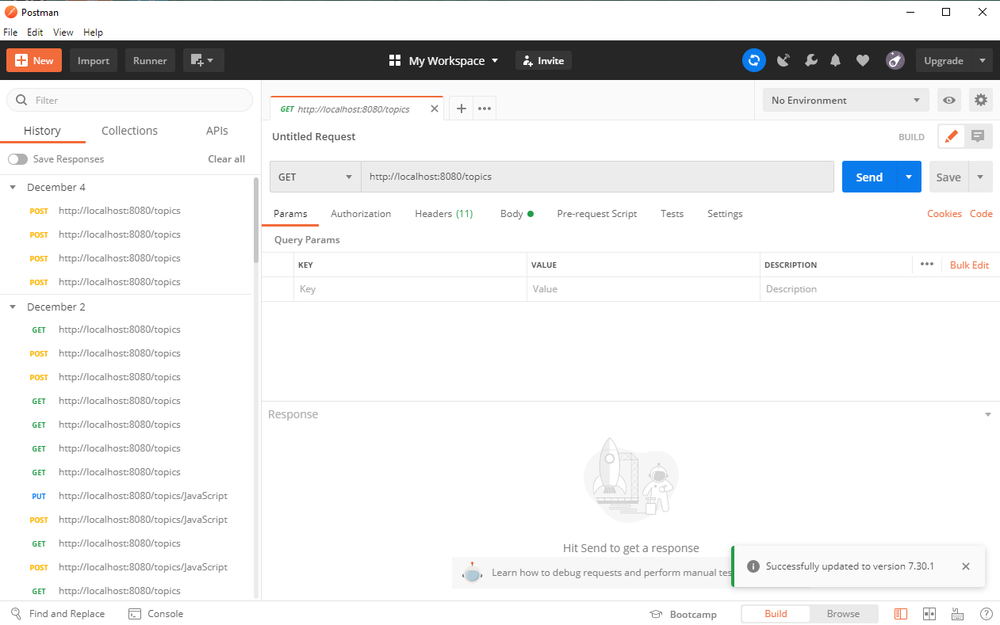 Postman
File Edit View Help
New Import Runner My Workspace Invite Upgrade
Filter
History Collections APIs
Save Responses Clear all
December 4
POST http://localhost:8080/topics
POST http://localhost:8080/topics
POST http://localhost:8080/topics
POST http://localhost:8080/topics
December 2
GET http://localhost:8080/topics
POST http://localhost:8080/topics
POST http://localhost:8080/topics
GET http://localhost:8080/topics
GET http://localhost:8080/topics
GET http://localhost:8080/topics
GET http://localhost:8080/topics
PUT http://localhost:8080/topics/JavaScript
POST http://localhost:8080/topics/JavaScript
GET http://localhost:8080/topics
POST http://localhost:8080/topics/JavaScript
GET http://localhost:8080/topics
GET http://localhost:8080/topics No Environment
Untitled Request BUILD
GET http://localhost:8080/topics Send Save
Params Authorization Headers (11) Body Pre-request Script Tests Settings Cookies Code
Query Params
KEY VALUE DESCRIPTION Bulk Edit
Key Value Description
Response
Hit Send to get a response
Learn how to debug requests and perform manual tes
Successfully updated to version 7.30.1
Find and Replace Console Bootcamp Build Browse